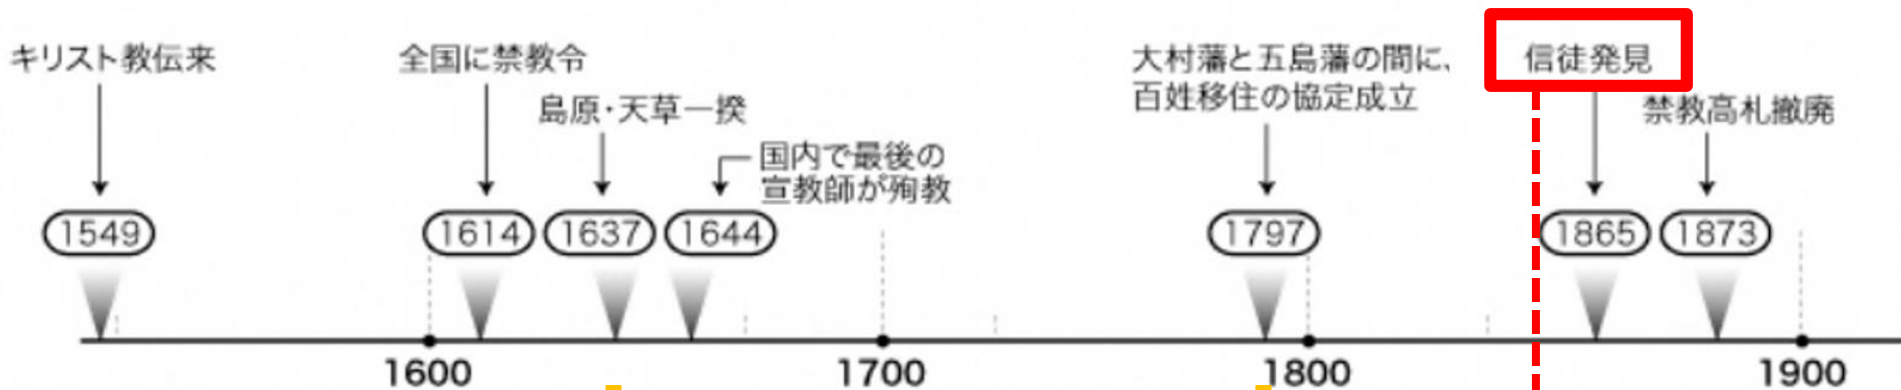 キリスト教伝来
全国に禁教令
島原・天草一揆
国内で最後の
宣教師が殉教
大村藩と五島藩の間に、
百姓移住の協定成立
信徒発見
禁教高札撤廃
1549
1614
1637
1644
1797
1865
1873
1600
1700
1800
1900